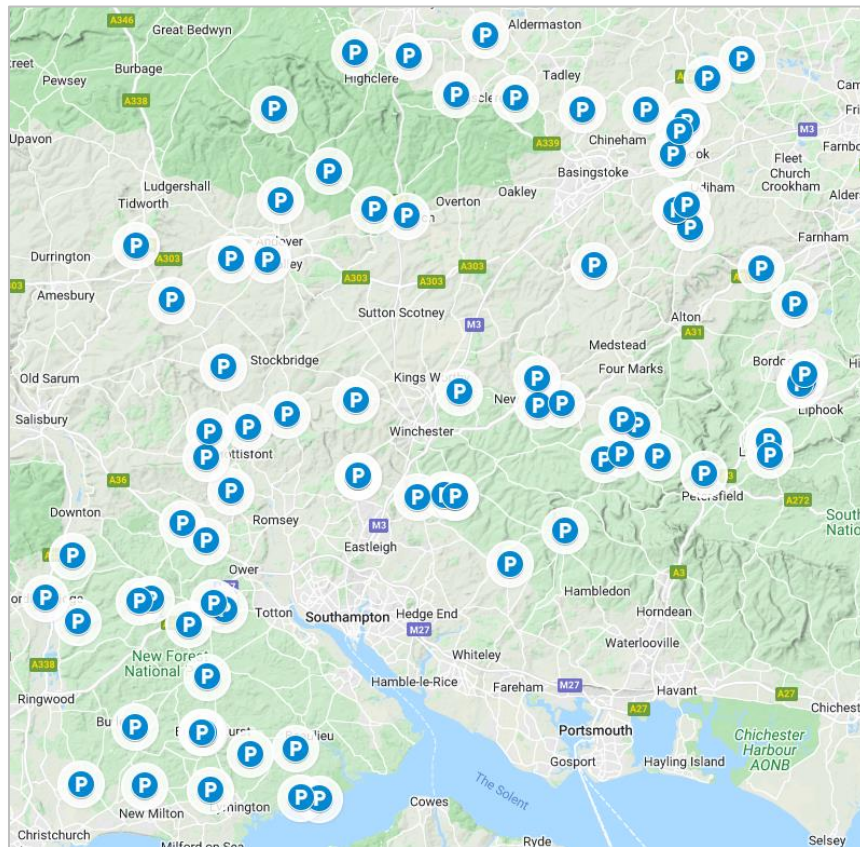 A346
Great Bedwyn
Aldermaston
P
P
P
Highclere
Burbage
Tadley
Pewsey
P
P
A338
P
P
P
P
P
P
Upavon
A339
Chineham
M3
P
P
P
Fleet
Church
Crookham
Basingstoke
Oakley
Ludgershall
Tidworth
P
P
P
P
Overton
P
P
P
Durrington
P
A303
P
P
A303
A303
A303
P
P
Farnham
Amesbury
P
P
Sutton Scotney
M3
Alton
A31
Medstead
Stockbridge
P
Four Marks
Kings
P
P
P
Old Sarum
P
P
P
P
Liphook
Salisbury
P
P
P
Winchester
P
P
P
P
P
P
P
P
P
P
Petersfield
A36
P
P
P
P
P
A272
Downton
Romsey
M3
Eastleigh
P
P
P
P
P
Ower
Hambledon
A3
P
P
P
P
P
P
P
P
Totton
Southampton
Hedge End
M27
Horndean
Waterlooville
New Forest
National
A338
Whiteley
Hamble-le-Rice
Fareham
M27
Havant
A27
P
Ringwood
A27
Chichester
Harbour
AONB
Portsmouth
Gosport
Hayling Island
P
P
P
P
The Solent
P
P
P
P
P
New Milton
Cowes
Christchurch
Ryde
Selsey